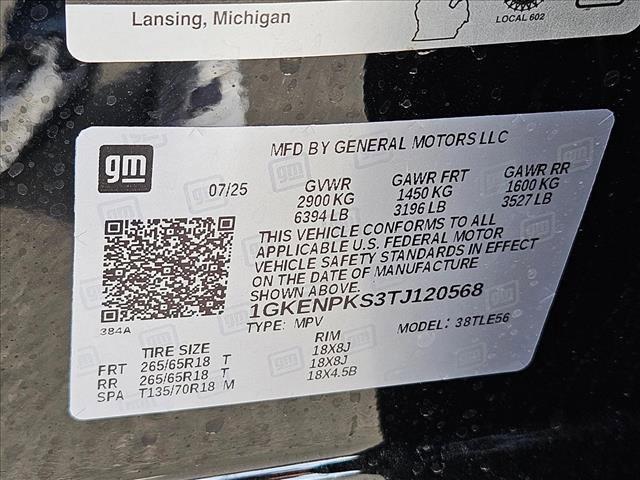 Lansing, Michigan
LOCAL 602
gm
MFD BY GENERAL MOTORS LLC
07/25
GVWR
2900 KG
6394 LB
GAWR FRT
1450 KG
3196 LB
GAWR RR
1600 KG
3527 LB
THIS VEHICLE CONFORMS TO ALL
APPLICABLE U.S. FEDERAL MOTOR
VEHICLE SAFETY STANDARDS IN EFFECT
ON THE DATE OF MANUFACTURE
SHOWN ABOVE.
1GKENPKS3TJ120568
TYPE: MPV MODEL: 38TLE56
384A
TIRE SIZE RIM
FRT 265/65R18 T 18X8J
RR 265/65R18 T 18X8J
SPA T135/70R18 M 18X4.5B